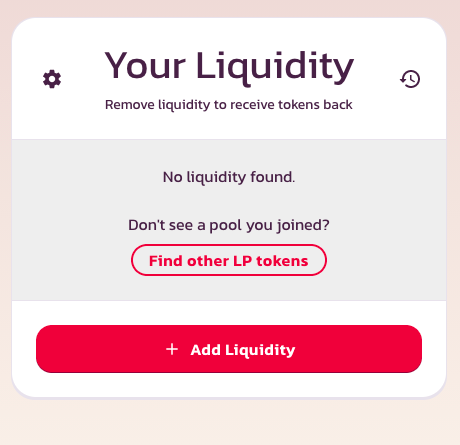 Your Liquidity
Remove liquidity to receive tokens back
No liquidity found.
Don't see a pool you joined?
Find other LP tokens
+ Add Liquidity